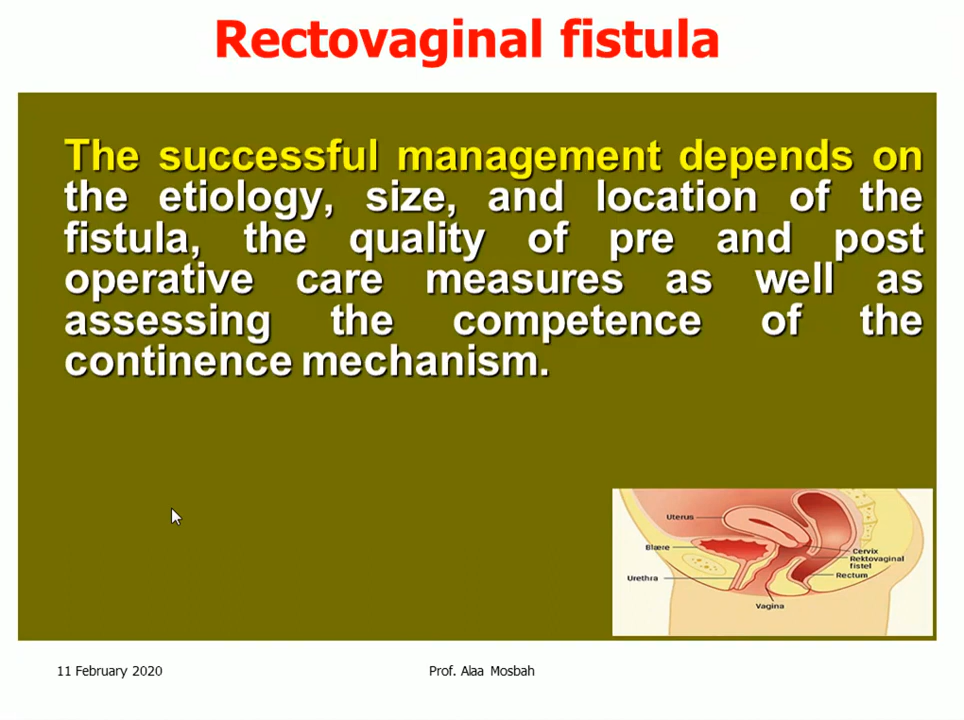 Rectovaginal fistula
The successful management depends on
the etiology, size, and location of the
fistula, the quality of pre and post
operative care measures as well as
assessing the competence of the
continence mechanism.
Uterus
Blære
Urethra
Vagina
Cervix
Rektovaginal
fistel
Rectum
11 February 2020
Prof. Alaa Mosbah